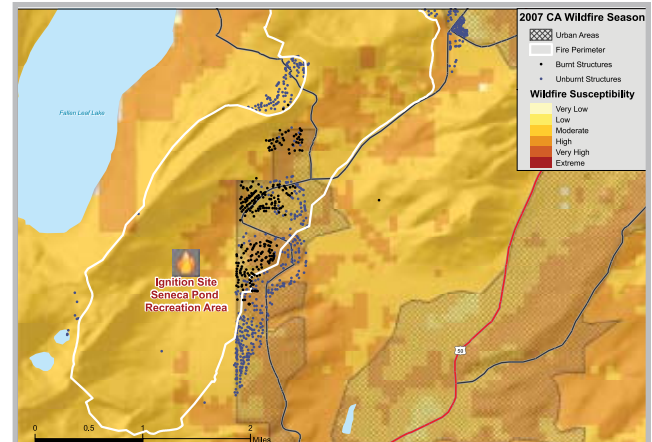 2007 CA Wildfire Season
Urban Areas
Fire Perimeter
Burnt Structures
Unburnt Structures
Wildfire Susceptibility
Very Low
Low
Moderate
High
Very High
Extreme
Fallen Leaf Lake
Ignition Site
Seneca Pond
Recreation Area
50
0 0.5 1 2
Miles